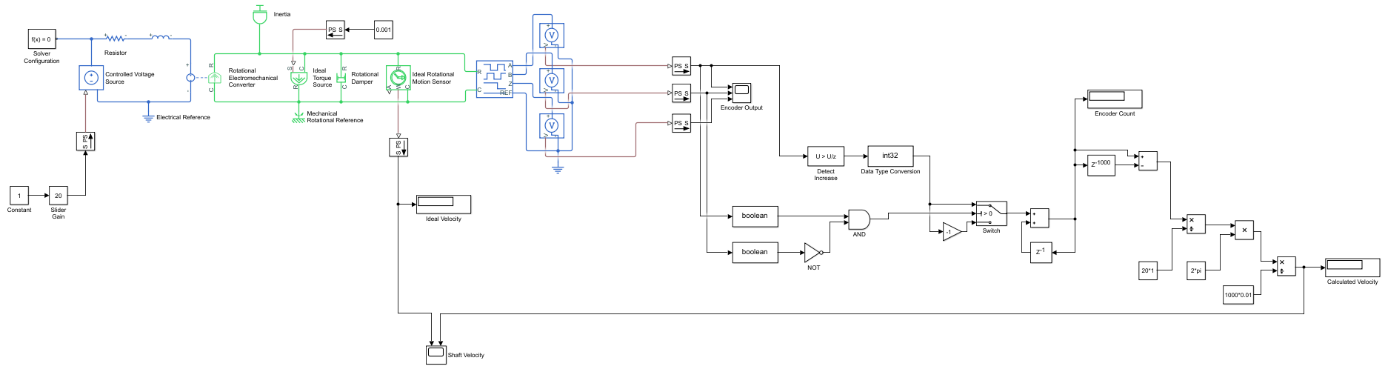 Inertia
PS S
0.001
f(x) = 0
Solver
Configuration
Resistor
Controlled Voltage
Source
Electrical Reference
S PS
1
Constant
20
Slider
Gain
R
C
Rotational
Electromechanical
Converter
S
C
R
Ideal
Torque
Source
R
C
Rotational
Damper
Ideal Rotational
Motion Sensor
Mechanical
Rotational Reference
S PS
Ideal Velocity
R
C
A
B
Z
REF
V
V
V
PS S
PS S
PS S
Encoder Output
U > U/z
Detect
Increase
int32
Data Type Conversion
boolean
boolean
AND
NOT
-1
> 0
Switch
Z-1
Encoder Count
Z-1000
20*1
2*pi
1000*0.01
Calculated Velocity
Shaft Velocity